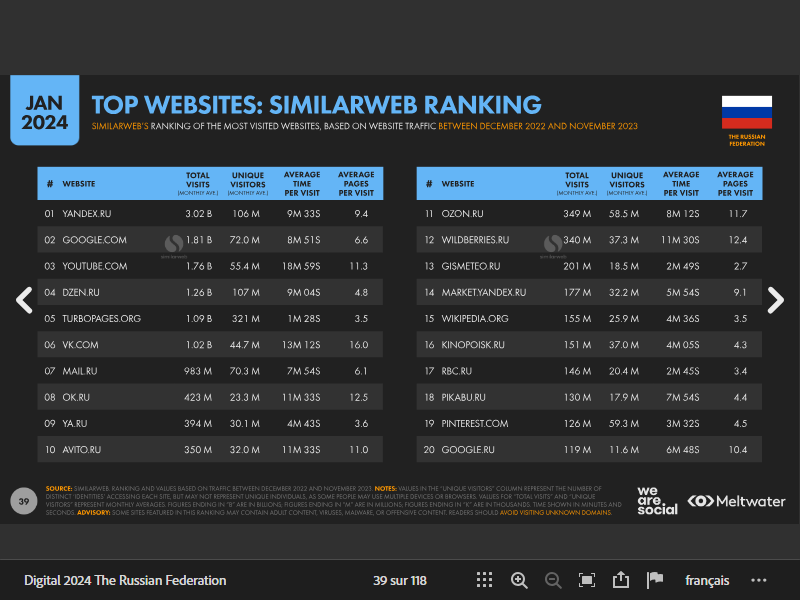 JAN
2024
TOP WEBSITES: SIMILARWEB RANKING
SIMILARWEB'S RANKING OF THE MOST VISITED WEBSITES, BASED ON WEBSITE TRAFFIC BETWEEN DECEMBER 2022 AND NOVEMBER 2023
THE RUSSIAN
FEDERATION
# WEBSITE TOTAL VISITS (MONTHLY AVE.) UNIQUE VISITORS (MONTHLY AVE.) AVERAGE TIME PER VISIT AVERAGE PAGES PER VISIT
01 YANDEX.RU 3.02 B 106 M 9M 33S 9.4
02 GOOGLE.COM 1.81 B 72.0 M 8M 51S 6.6
03 YOUTUBE.COM 1.76 B 55.4 M 18M 59S 11.3
04 DZEN.RU 1.26 B 107 M 9M 04S 4.8
05 TURBOPAGES.ORG 1.09 B 321 M 1M 28S 3.5
06 VK.COM 1.02 B 44.7 M 13M 12S 16.0
07 MAIL.RU 983 M 70.3 M 7M 54S 6.1
08 OK.RU 423 M 23.3 M 11M 33S 12.5
09 YA.RU 394 M 30.1 M 4M 43S 3.6
10 AVITO.RU 350 M 32.0 M 11M 33S 11.0
# WEBSITE TOTAL VISITS (MONTHLY AVE.) UNIQUE VISITORS (MONTHLY AVE.) AVERAGE TIME PER VISIT AVERAGE PAGES PER VISIT
11 OZON.RU 349 M 58.5 M 8M 12S 11.7
12 WILDBERRIES.RU 340 M 37.3 M 11M 30S 12.4
13 GISMETEO.RU 201 M 18.5 M 2M 49S 2.7
14 MARKET.YANDEX.RU 177 M 32.2 M 5M 54S 9.1
15 WIKIPEDIA.ORG 155 M 25.9 M 4M 36S 3.5
16 KINOPOISK.RU 151 M 37.0 M 4M 05S 4.3
17 RBC.RU 146 M 20.4 M 2M 45S 3.4
18 PIKABU.RU 130 M 17.9 M 7M 54S 4.4
19 PINTEREST.COM 126 M 59.3 M 3M 32S 4.5
20 GOOGLE.RU 119 M 11.6 M 6M 48S 10.4
39
SOURCE: SIMILARWEB. RANKING AND VALUES BASED ON TRAFFIC BETWEEN DECEMBER 2022 AND NOVEMBER 2023. NOTES: VALUES IN THE "UNIQUE VISITORS" COLUMN REPRESENT THE NUMBER OF
DISTINCT 'IDENTITIES' ACCESSING EACH SITE, BUT MAY NOT REPRESENT UNIQUE INDIVIDUALS, AS SOME PEOPLE MAY USE MULTIPLE DEVICES OR BROWSERS. VALUES FOR "TOTAL VISITS" AND "UNIQUE
VISITORS" REPRESENT MONTHLY AVERAGES. FIGURES ENDING IN "B" ARE IN BILLIONS; FIGURES ENDING IN "M" ARE IN MILLIONS; FIGURES ENDING IN "K" ARE IN THOUSANDS. TIME SHOWN IN MINUTES AND
SECONDS. ADVISORY: SOME SITES FEATURED IN THIS RANKING MAY CONTAIN ADULT CONTENT, VIRUSES, MALWARE, OR OFFENSIVE CONTENT. READERS SHOULD AVOID VISITING UNKNOWN DOMAINS.
we
are.
social
Meltwater
Digital 2024 The Russian Federation
39 sur 118
français